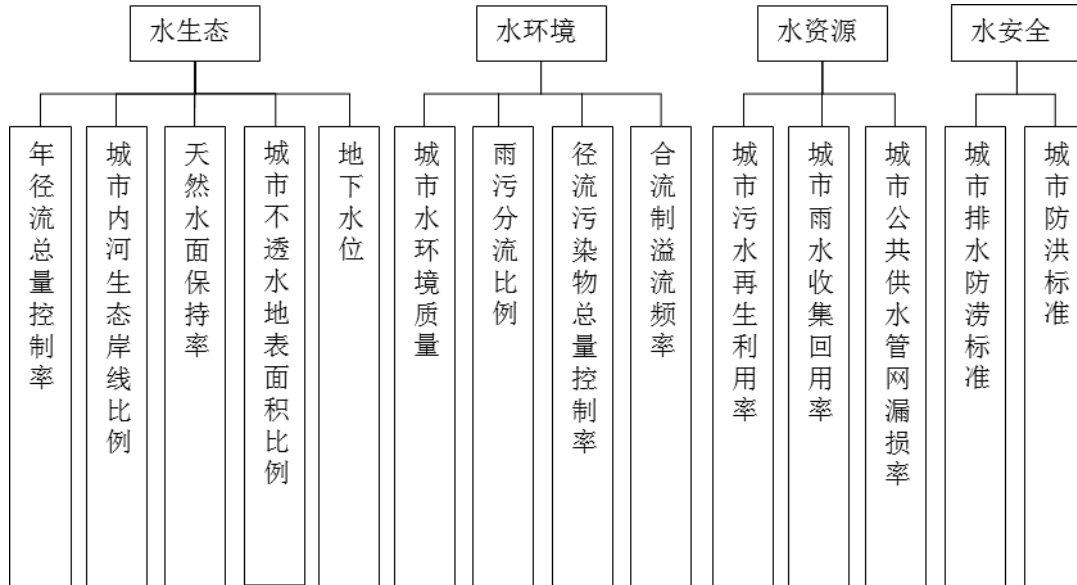 水生态
水环境
水资源
水安全
年径流总量控制率
城市内河生态岸线比例
天然水面保持率
城市不透水地表面积比例
地下水位
城市水环境质量
雨污分流比例
径流污染物总量控制率
合流制溢流频率
城市污水再生利用率
城市雨水收集回用率
城市公共供水管网漏损率
城市排水防涝标准
城市防洪标准